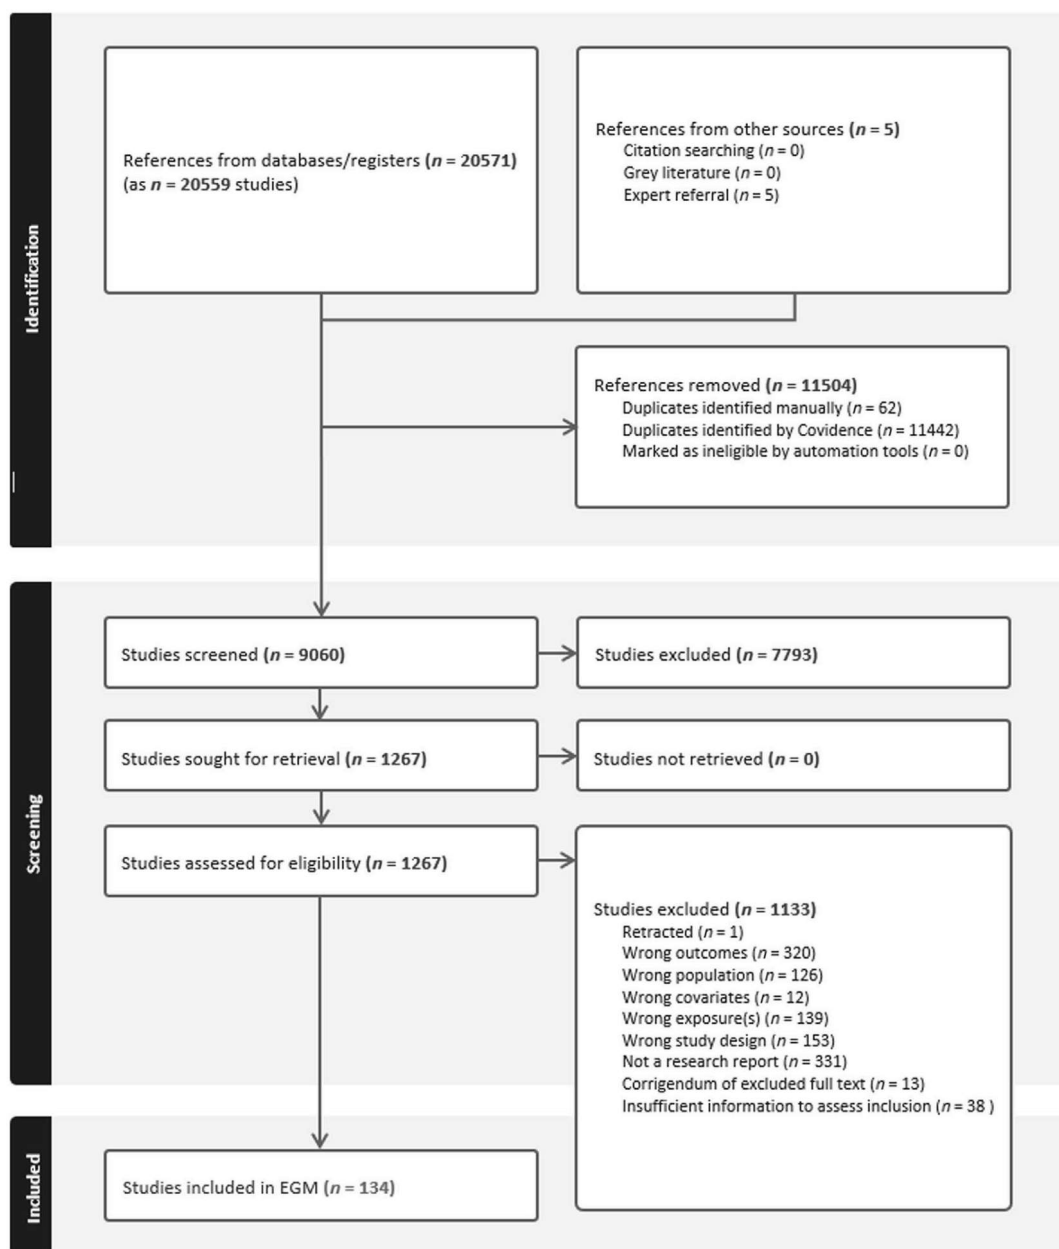 Identification
References from databases/registers (n = 20571)
(as n = 20559 studies)
References from other sources (n = 5)
Citation searching (n = 0)
Grey literature (n = 0)
Expert referral (n = 5)
References removed (n = 11504)
Duplicates identified manually (n = 62)
Duplicates identified by Covidence (n = 11442)
Marked as ineligible by automation tools (n = 0)
Screening
Studies screened (n = 9060)
Studies excluded (n = 7793)
Studies sought for retrieval (n = 1267)
Studies not retrieved (n = 0)
Studies assessed for eligibility (n = 1267)
Studies excluded (n = 1133)
Retracted (n = 1)
Wrong outcomes (n = 320)
Wrong population (n = 126)
Wrong covariates (n = 12)
Wrong exposure(s) (n = 139)
Wrong study design (n = 153)
Not a research report (n = 331)
Corrigendum of excluded full text (n = 13)
Insufficient information to assess inclusion (n = 38 )
Included
Studies included in EGM (n = 134)